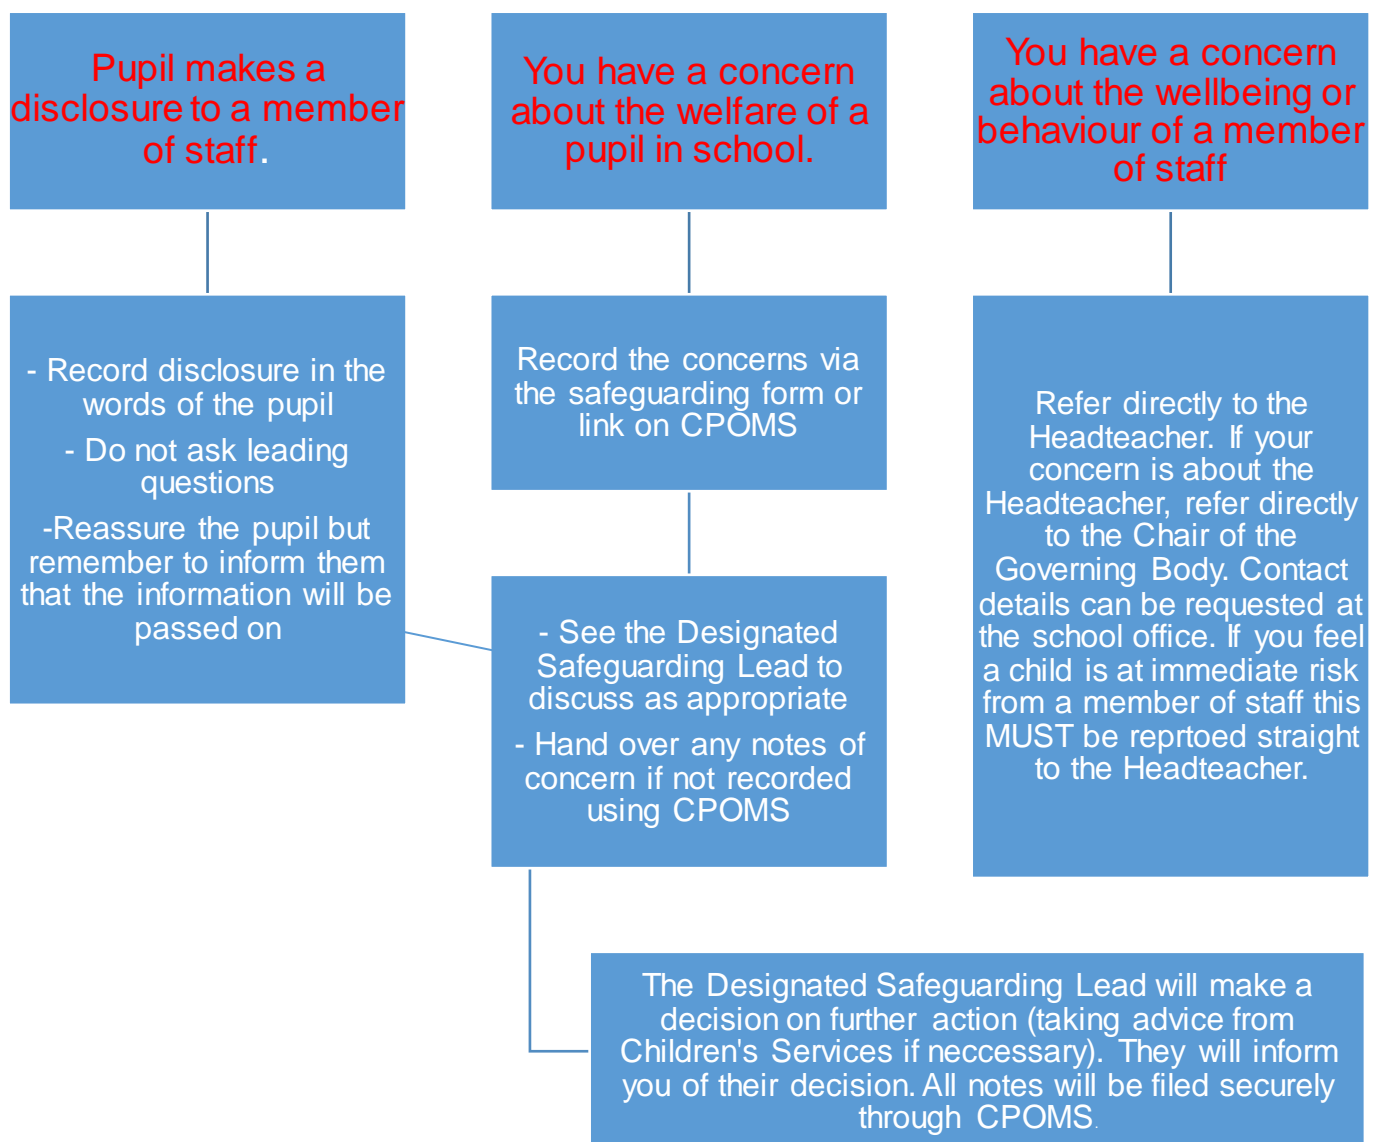 Pupil makes a
disclosure to a member
of staff.
You have a concern
about the welfare of a
pupil in school.
You have a concern
about the wellbeing or
behaviour of a member
of staff
- Record disclosure in the
words of the pupil
- Do not ask leading
questions
-Reassure the pupil but
remember to inform them
that the information will be
passed on
Record the concerns via
the safeguarding form or
link on CPOMS
- See the Designated
Safeguarding Lead to
discuss as appropriate
- Hand over any notes of
concern if not recorded
using CPOMS
Refer directly to the
Headteacher. If your
concern is about the
Headteacher, refer directly
to the Chair of the
Governing Body. Contact
details can be requested at
the school office. If you feel
a child is at immediate risk
from a member of staff this
MUST be reprtoed straight
to the Headteacher.
The Designated Safeguarding Lead will make a
decision on further action (taking advice from
Children's Services if neccessary). They will inform
you of their decision. All notes will be filed securely
through CPOMS.